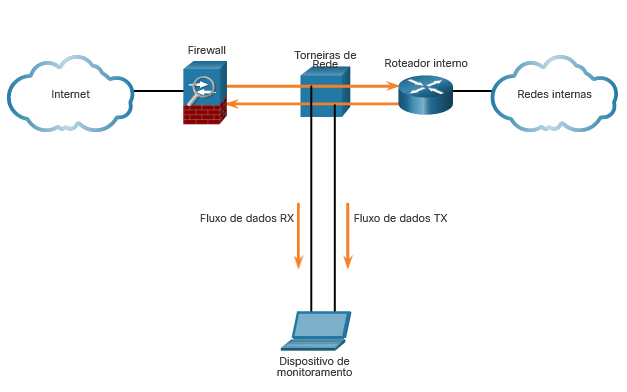 Firewall
Torneiras de
Rede
Roteador interno
Internet
Redes internas
Fluxo de dados RX
Fluxo de dados TX
Dispositivo de
monitoramento